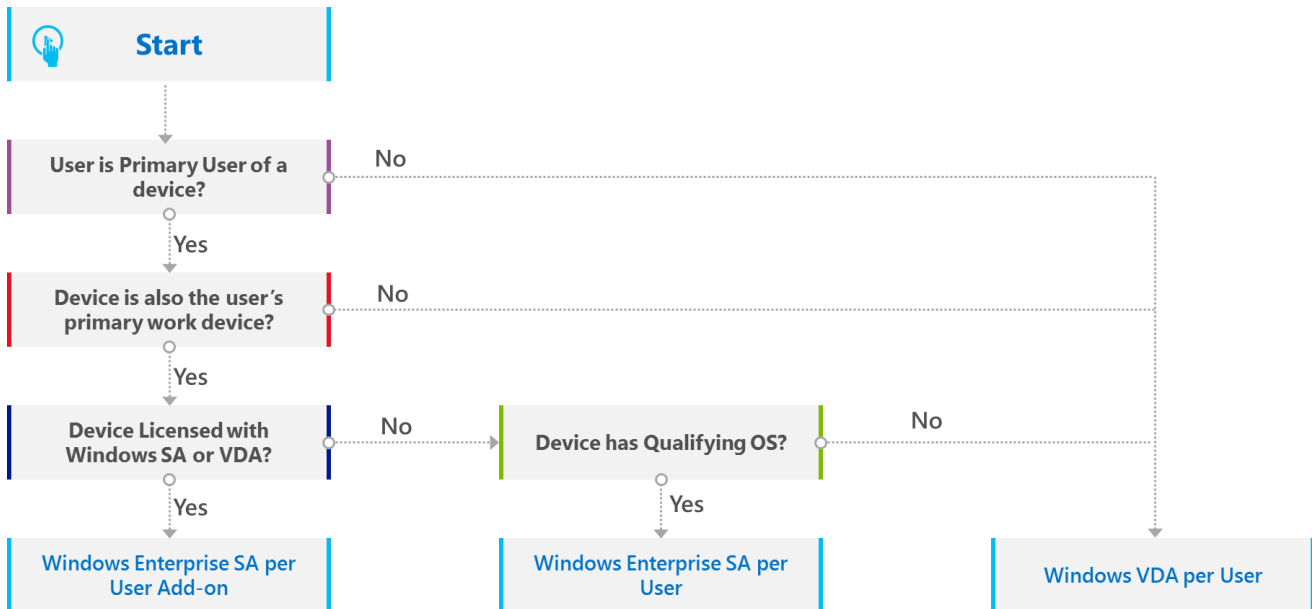 Start
User is Primary User of a
device?
No
Yes
Device is also the user’s
primary work device?
No
Yes
Device Licensed with
Windows SA or VDA?
No
Device has Qualifying OS?
No
Yes
Yes
Windows Enterprise SA per
User Add-on
Windows Enterprise SA per
User
Windows VDA per User